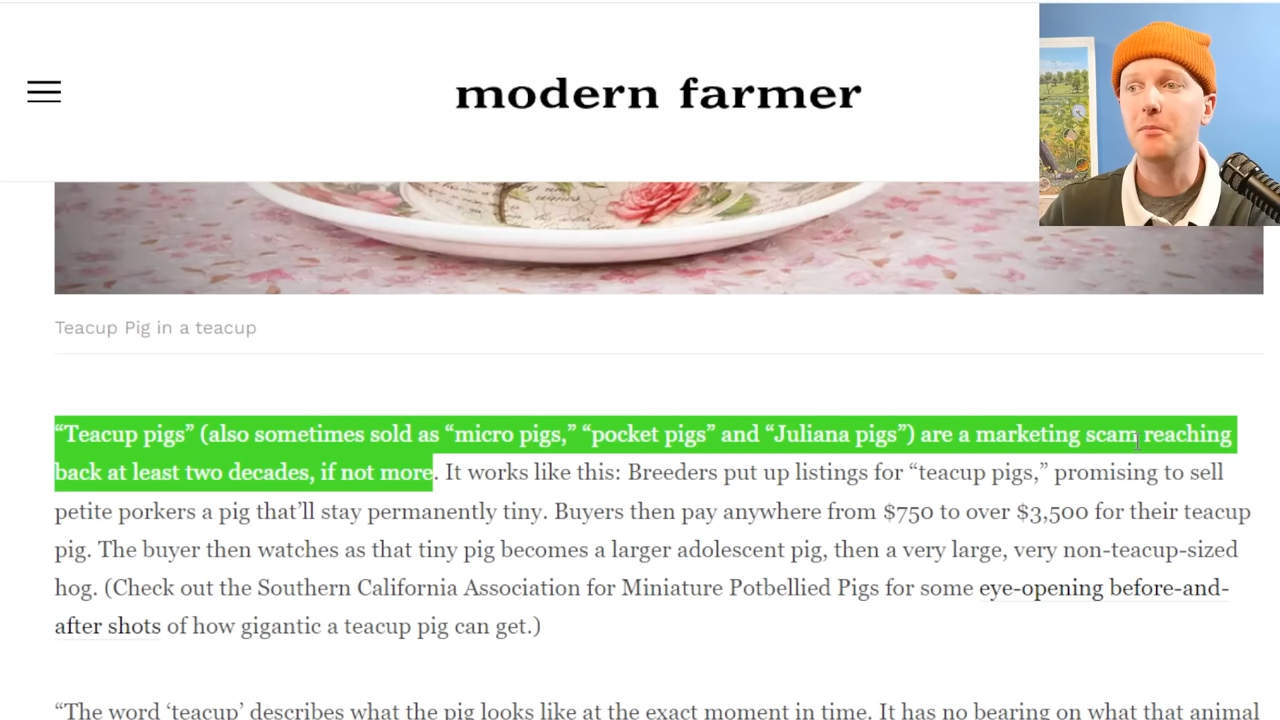 modern farmer
Teacup Pig in a teacup
“Teacup pigs” (also sometimes sold as “micro pigs,” “pocket pigs” and “Juliana pigs”) are a marketing scam reaching
back at least two decades, if not more. It works like this: Breeders put up listings for “teacup pigs,” promising to sell
petite porkers a pig that’ll stay permanently tiny. Buyers then pay anywhere from $750 to over $3,500 for their teacup
pig. The buyer then watches as that tiny pig becomes a larger adolescent pig, then a very large, very non-teacup-sized
hog. (Check out the Southern California Association for Miniature Potbellied Pigs for some eye-opening before-and-
after shots of how gigantic a teacup pig can get.)
“The word ‘teacup’ describes what the pig looks like at the exact moment in time. It has no bearing on what that animal